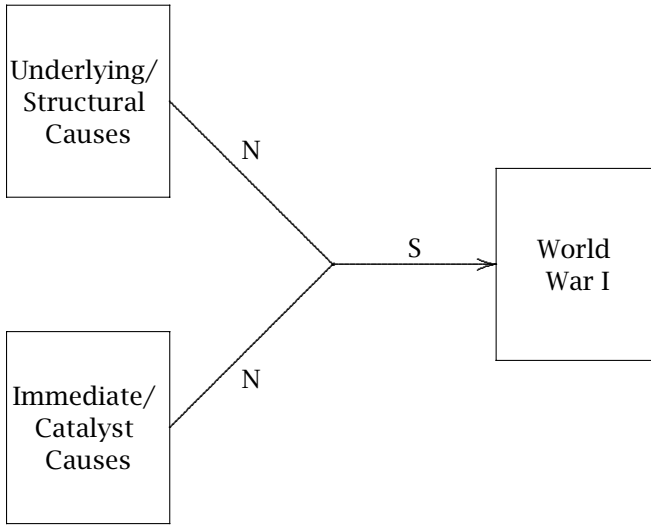 Underlying/
Structural
Causes
N
S
World
War I
N
Immediate/
Catalyst
Causes